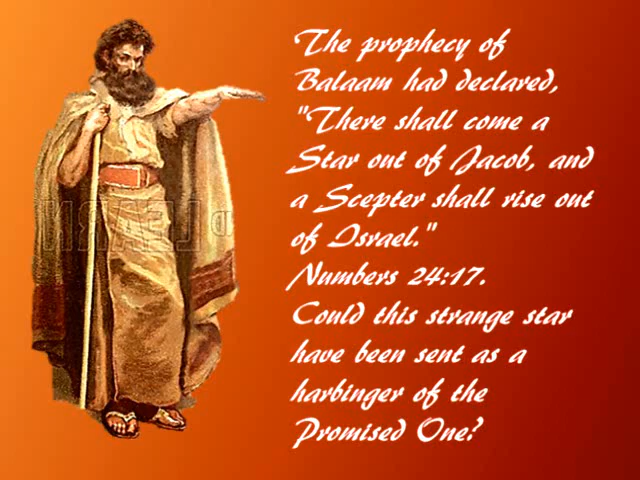 The prophecy of
Balaam had declared,
"There shall come a
Star out of Jacob, and
a Scepter shall rise out
of Israel."
Numbers 24:17.
Could this strange star
have been sent as a
harbinger of the
Promised One?